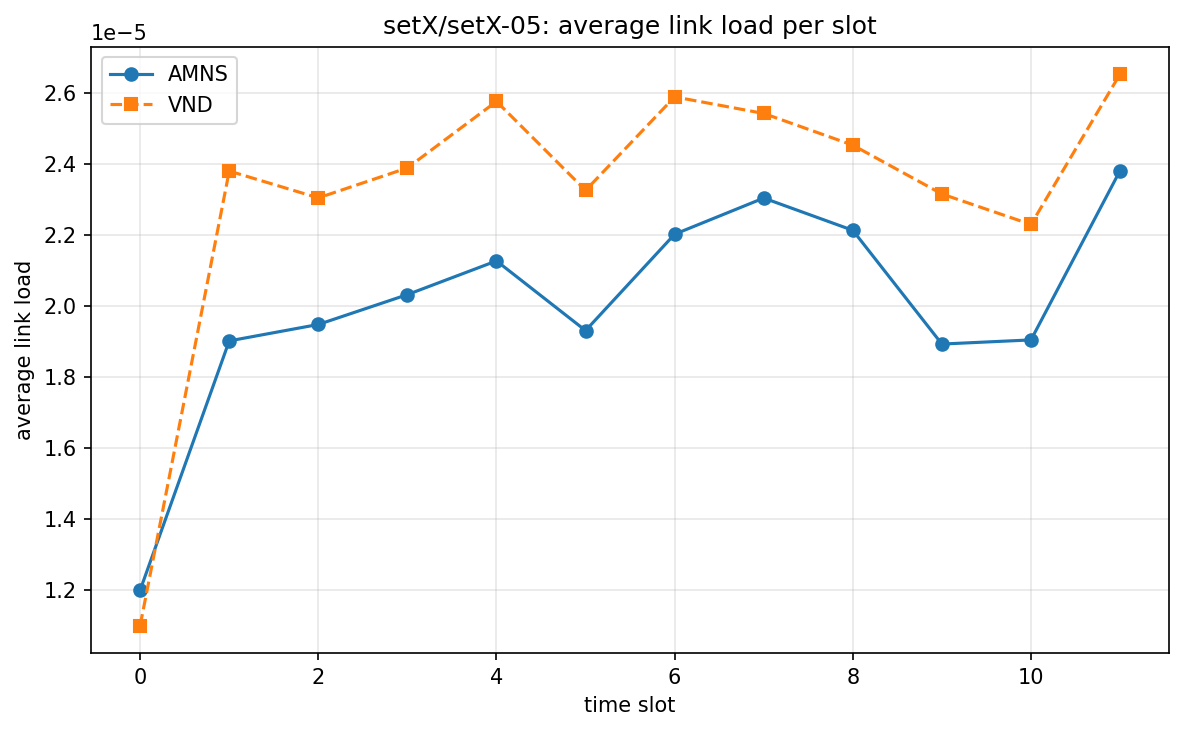 setX/setX-05: average link load per slot
1e−5
AMNS
VND
2.6
2.4
2.2
2.0
1.8
1.6
1.4
1.2
average link load
0 2 4 6 8 10
time slot